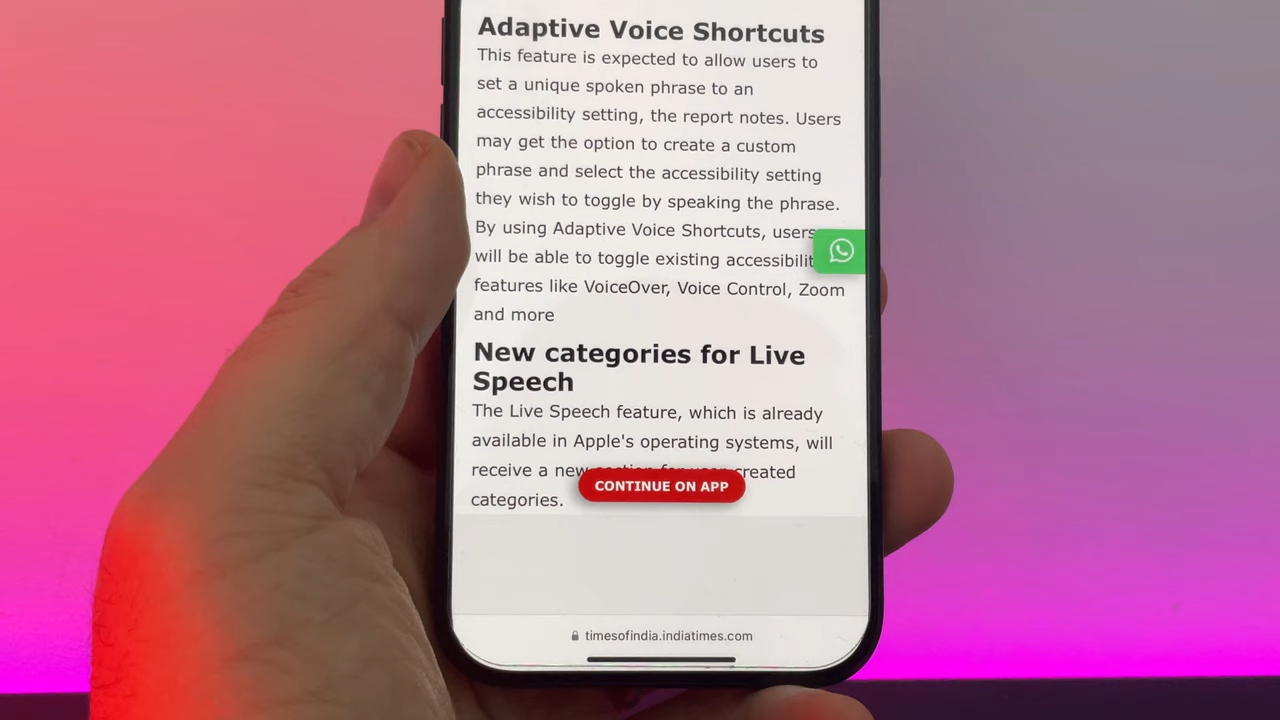 Adaptive Voice Shortcuts
This feature is expected to allow users to
set a unique spoken phrase to an
accessibility setting, the report notes. Users
may get the option to create a custom
phrase and select the accessibility setting
they wish to toggle by speaking the phrase.
By using Adaptive Voice Shortcuts, users
will be able to toggle existing accessibilit
features like VoiceOver, Voice Control, Zoom
and more
New categories for Live
Speech
The Live Speech feature, which is already
available in Apple's operating systems, will
receive a new section for user created
categories.
CONTINUE ON APP
timesofindia.indiatimes.com